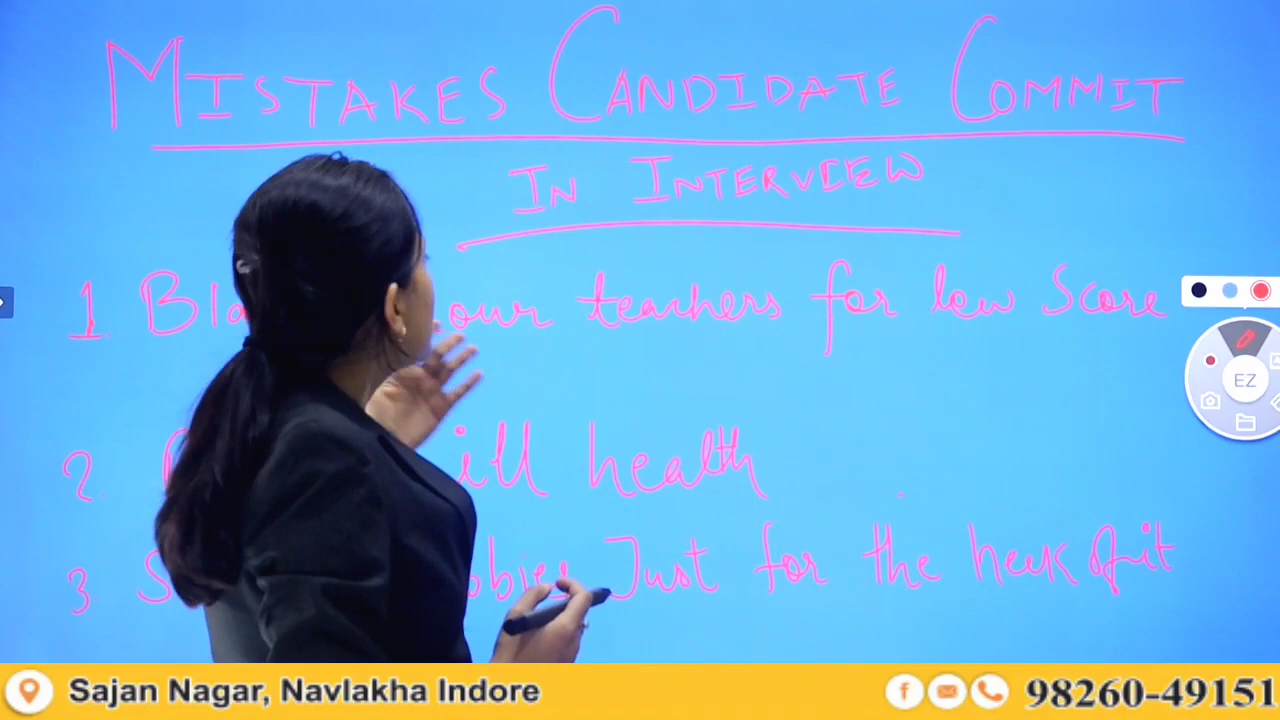 MISTAKES CANDIDATE COMMIT
IN INTERVIEW
1. our teachers for low Score
2. ill health
3 Just for the heck of it
EZ
Sajan Nagar, Navlakha Indore
98260-49151